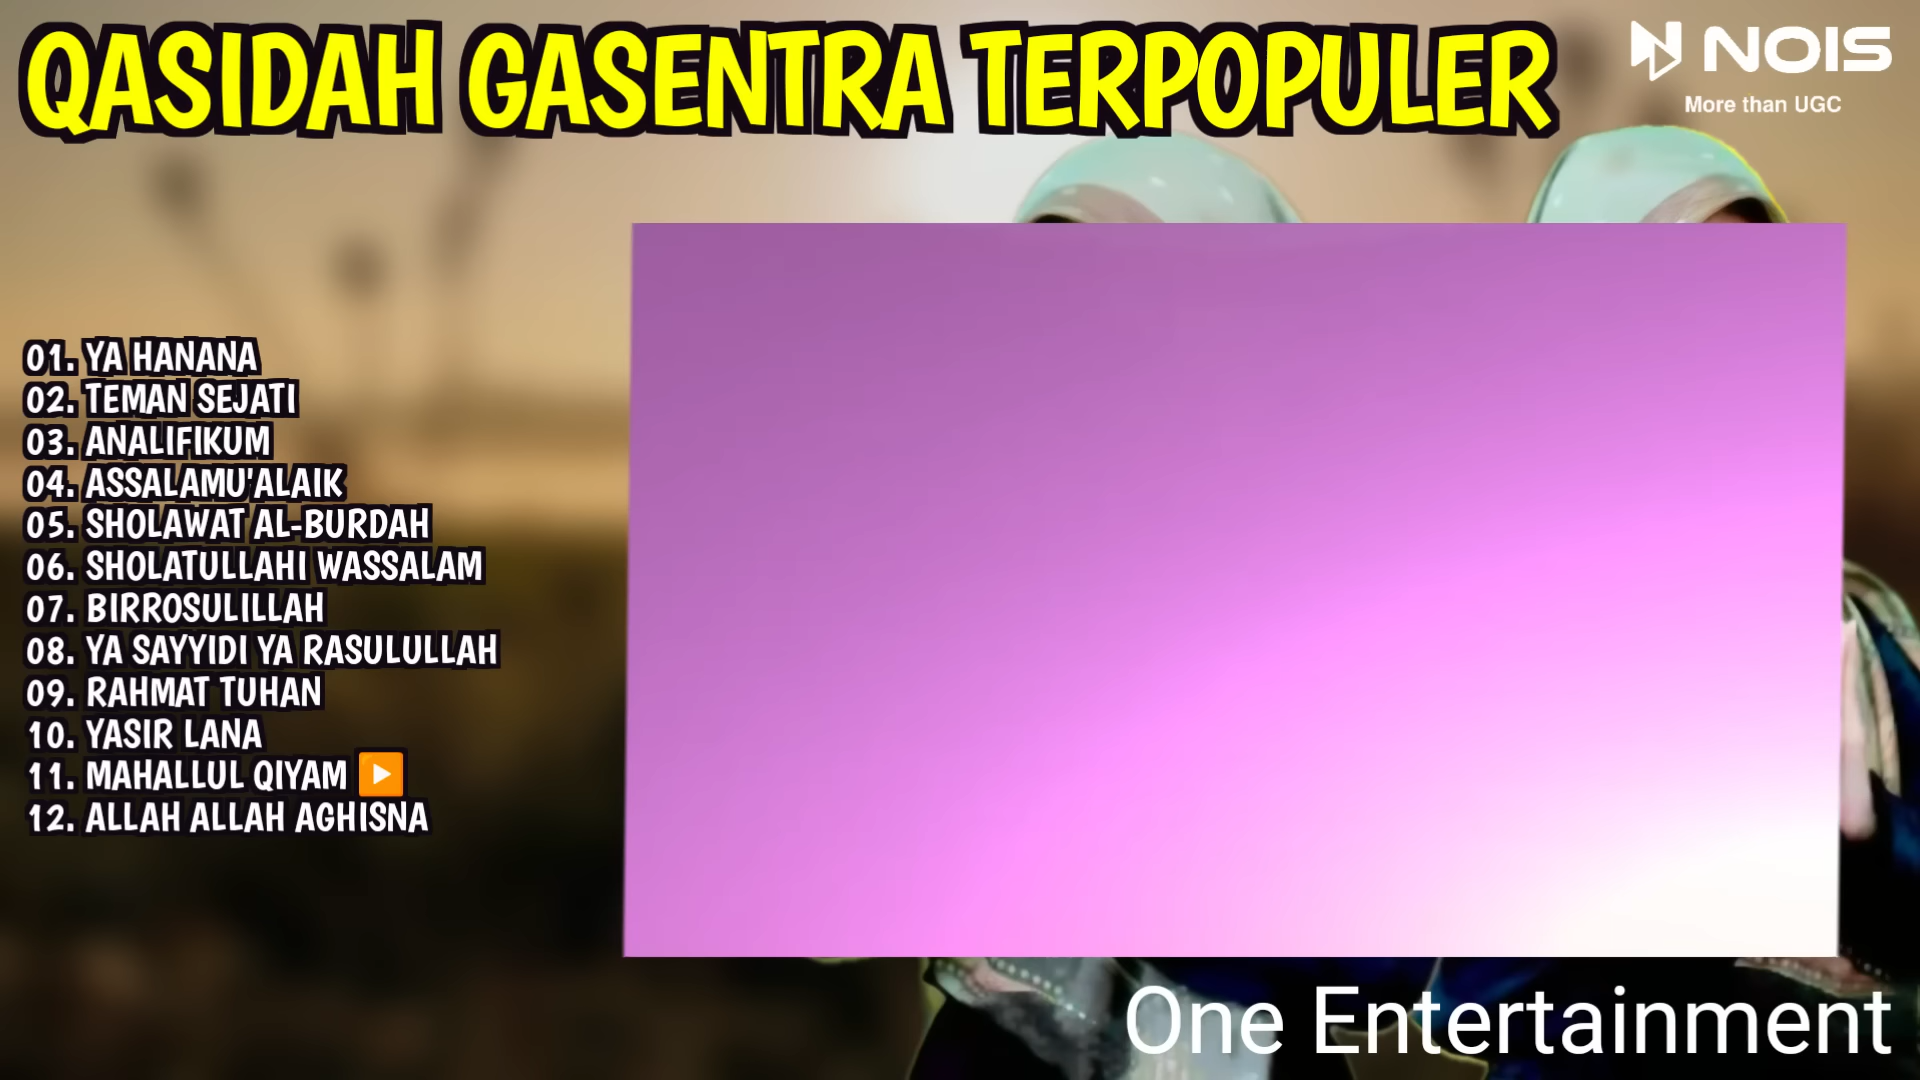 QASIDAH GASENTRA TERPOPULER
NOIS
More than UGC
01. YA HANANA
02. TEMAN SEJATI
03. ANALIFIKUM
04. ASSALAMU'ALAIK
05. SHOLAWAT AL-BURDAH
06. SHOLATULLAHI WASSALAM
07. BIRROSULILLAH
08. YA SAYYIDI YA RASULULLAH
09. RAHMAT TUHAN
10. YASIR LANA
11. MAHALLUL QIYAM ▶️
12. ALLAH ALLAH AGHISNA
One Entertainment